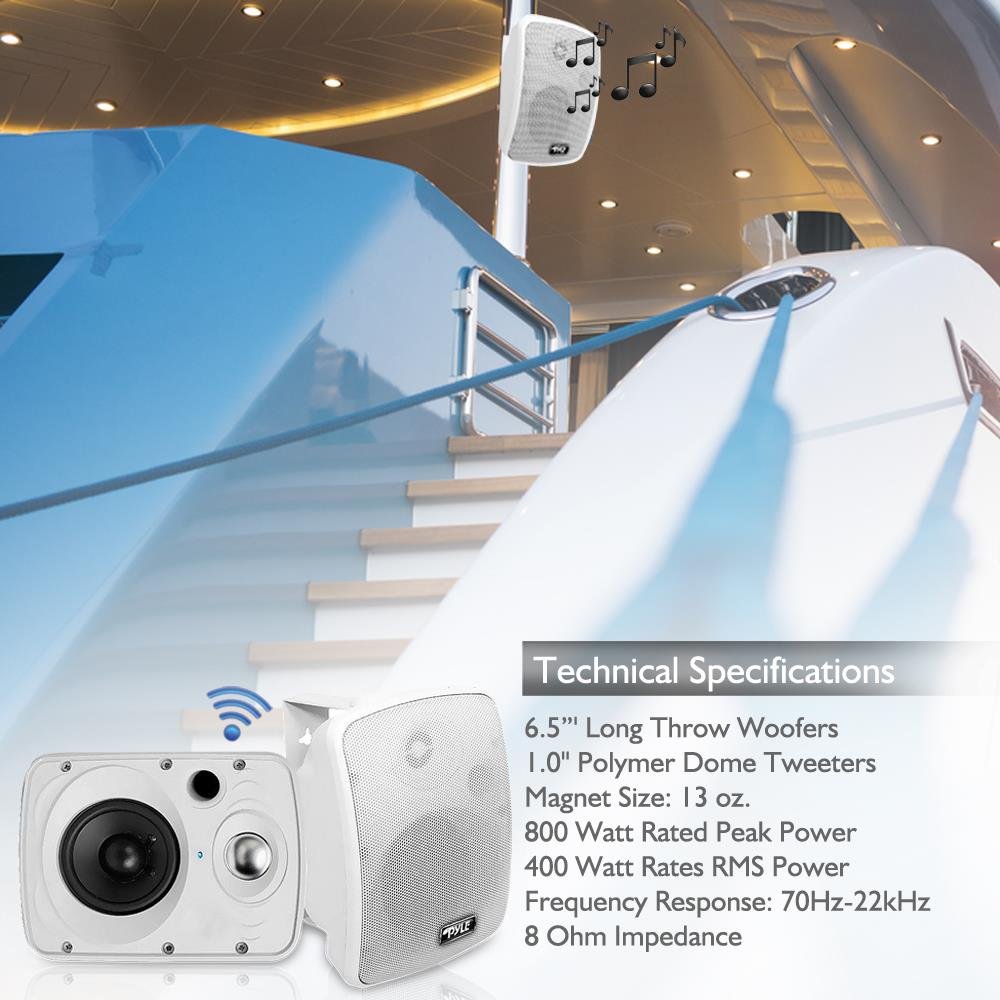 Technical Specifications
6.5"' Long Throw Woofers
1.0" Polymer Dome Tweeters
Magnet Size: 13 oz.
800 Watt Rated Peak Power
400 Watt Rates RMS Power
Frequency Response: 70Hz-22kHz
8 Ohm Impedance
PYLE